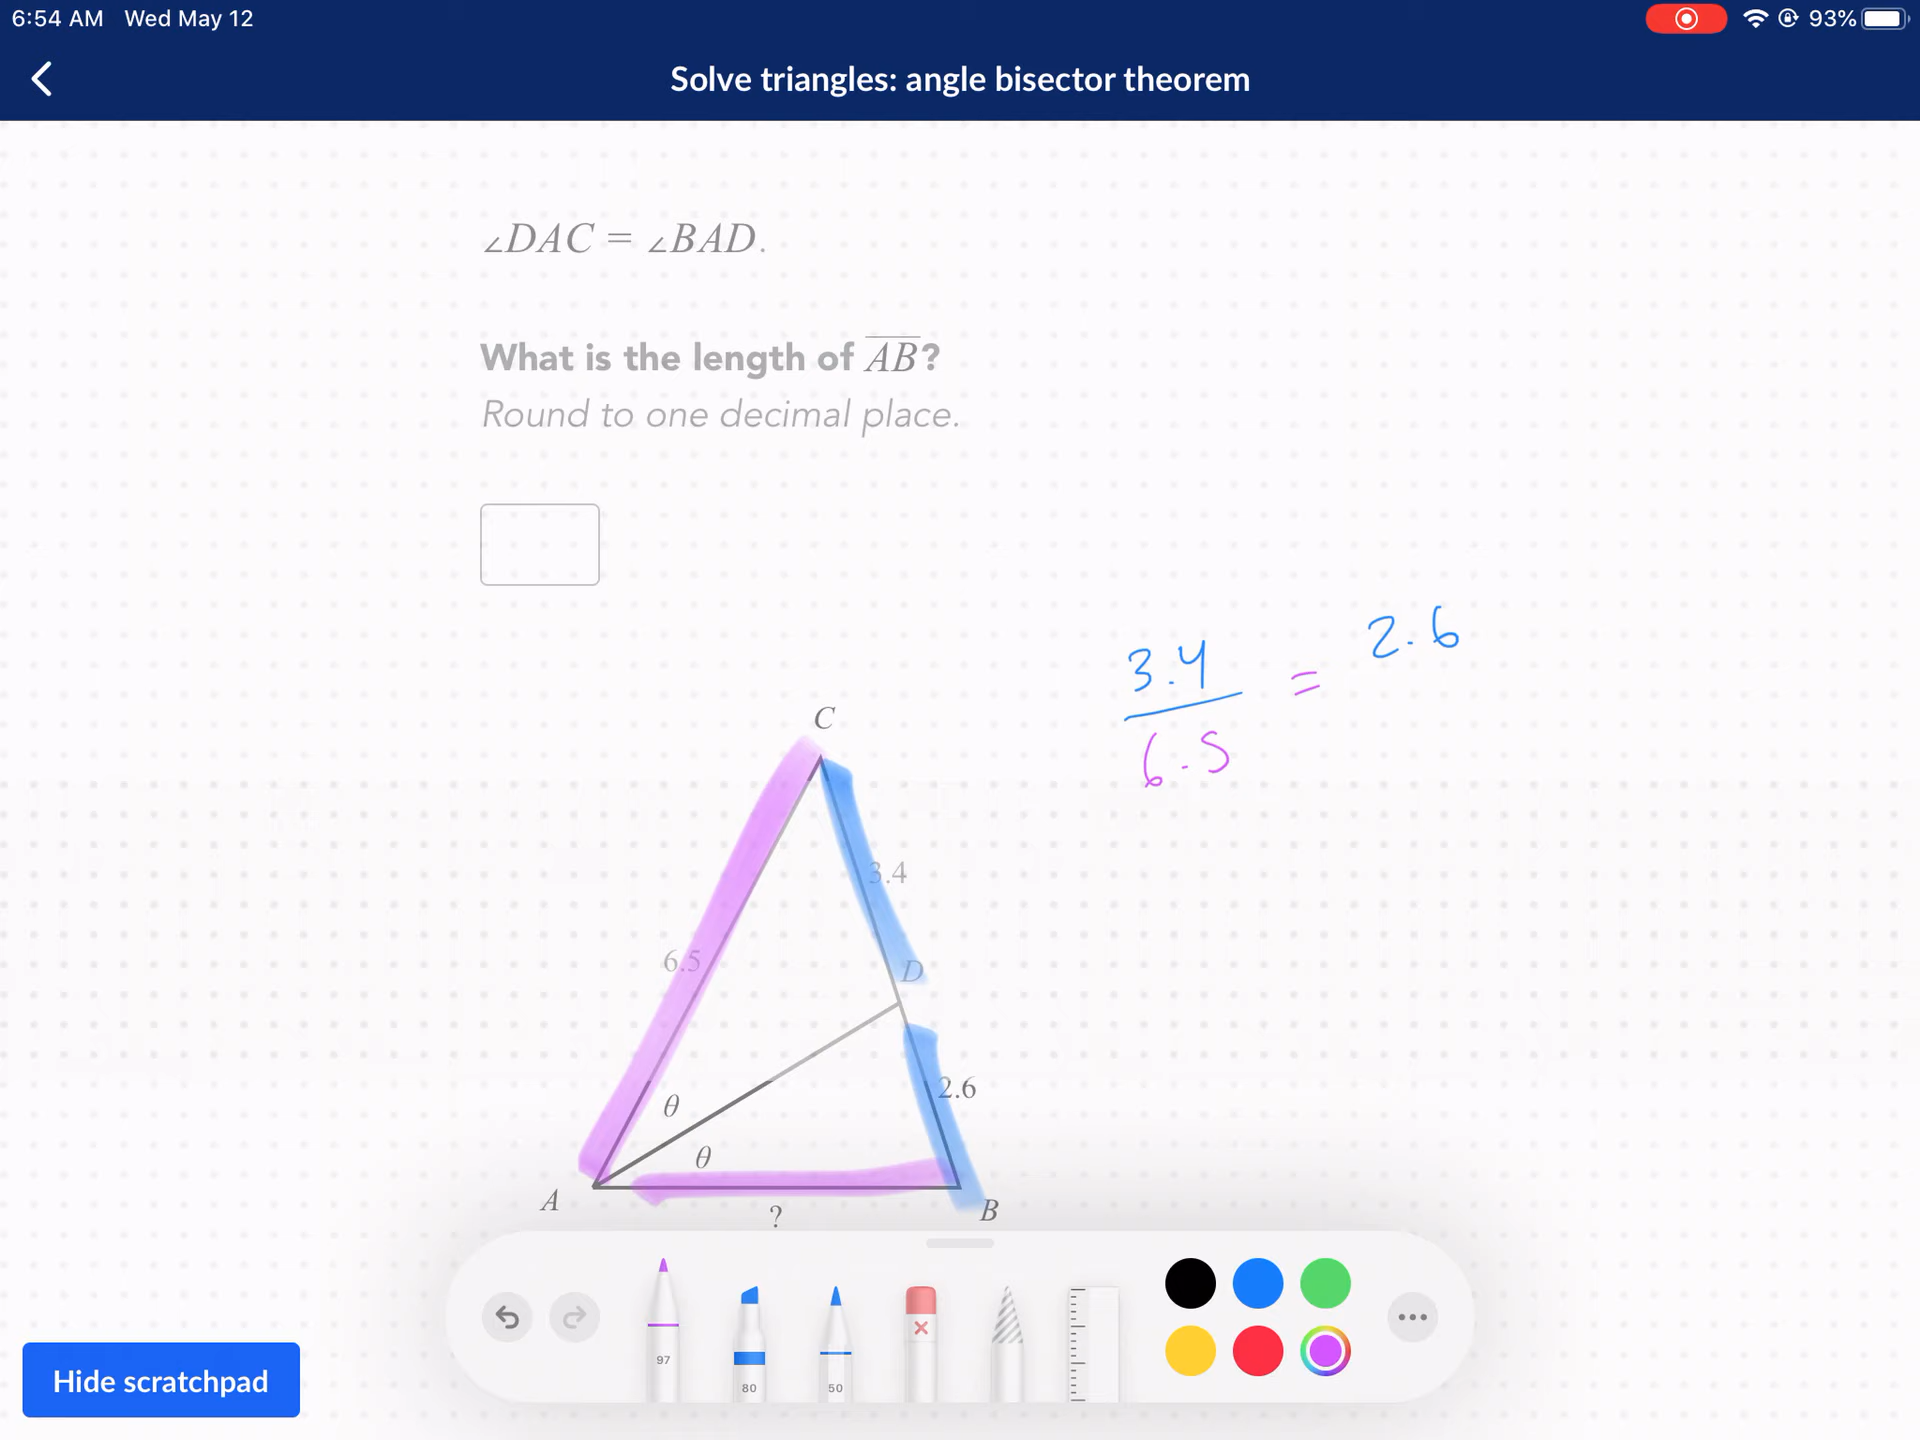 6:54 AM Wed May 12
93%
Solve triangles: angle bisector theorem
∠DAC = ∠BAD.
What is the length of AB?
Round to one decimal place.
3.4
6.5
=
2.6
C
3.4
6.5
D
2.6
θ
θ
A
B
?
97
80
50
Hide scratchpad